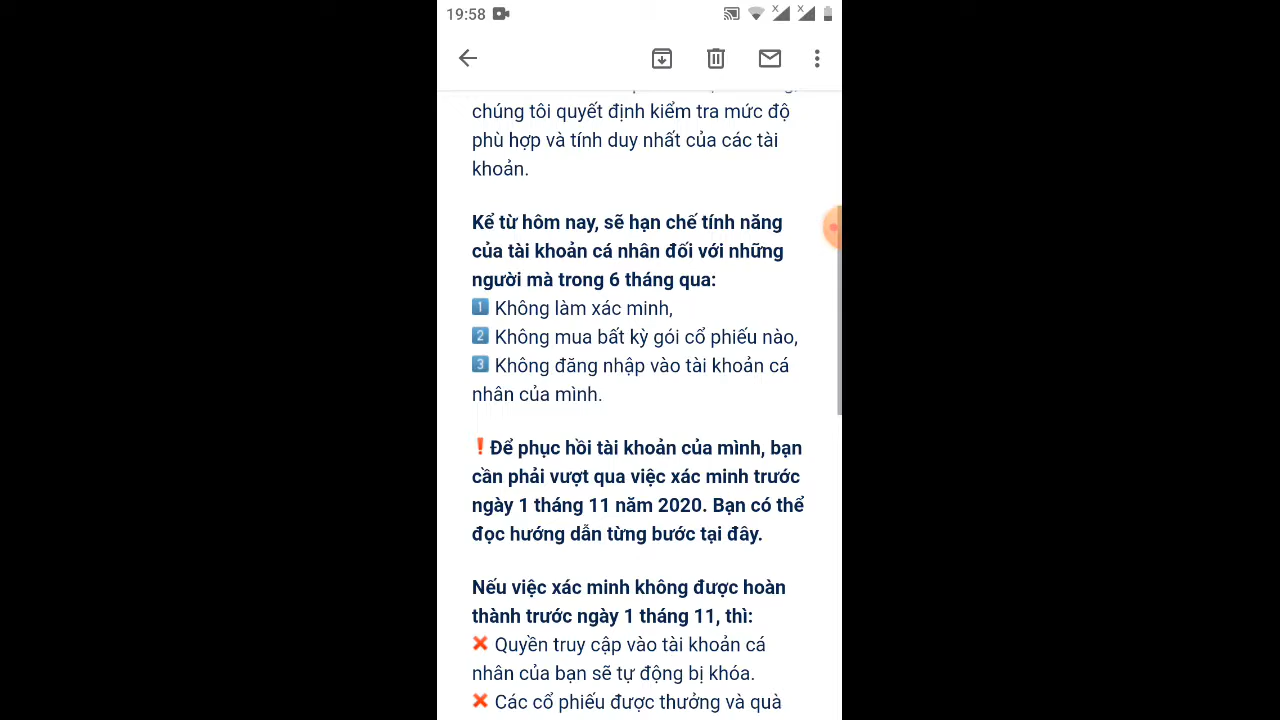 19:58
chúng tôi quyết định kiểm tra mức độ
phù hợp và tính duy nhất của các tài
khoản.
Kể từ hôm nay, sẽ hạn chế tính năng
của tài khoản cá nhân đối với những
người mà trong 6 tháng qua:
1 Không làm xác minh,
2 Không mua bất kỳ gói cổ phiếu nào,
3 Không đăng nhập vào tài khoản cá
nhân của mình.
❗Để phục hồi tài khoản của mình, bạn
cần phải vượt qua việc xác minh trước
ngày 1 tháng 11 năm 2020. Bạn có thể
đọc hướng dẫn từng bước tại đây.
Nếu việc xác minh không được hoàn
thành trước ngày 1 tháng 11, thì:
❌ Quyền truy cập vào tài khoản cá
nhân của bạn sẽ tự động bị khóa.
❌ Các cổ phiếu được thưởng và quà